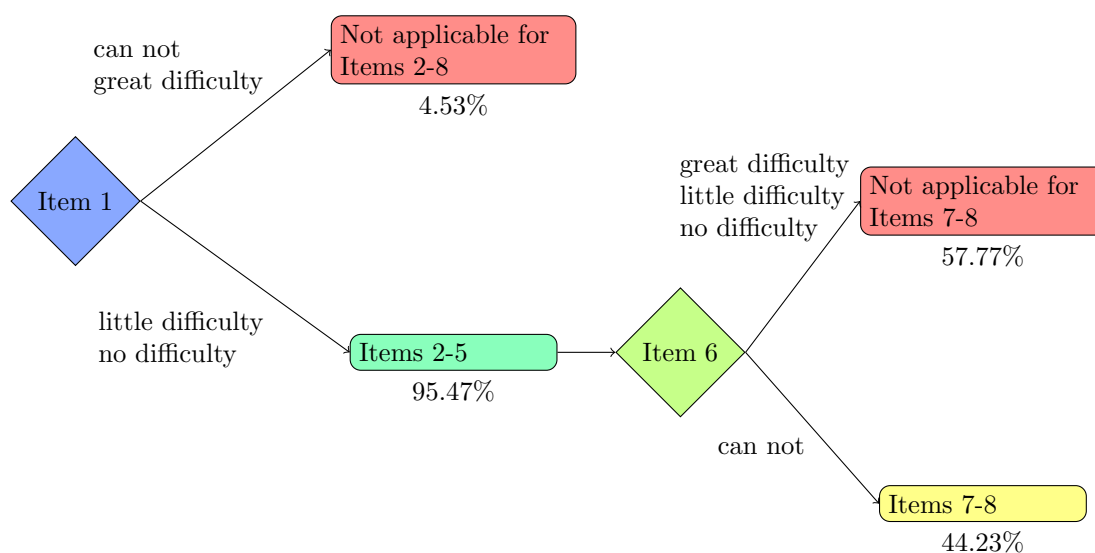 can not
great difficulty
Not applicable for
Items 2-8
4.53%
Item 1
little difficulty
no difficulty
Items 2-5
95.47%
Item 6
great difficulty
little difficulty
no difficulty
Not applicable for
Items 7-8
57.77%
can not
Items 7-8
44.23%